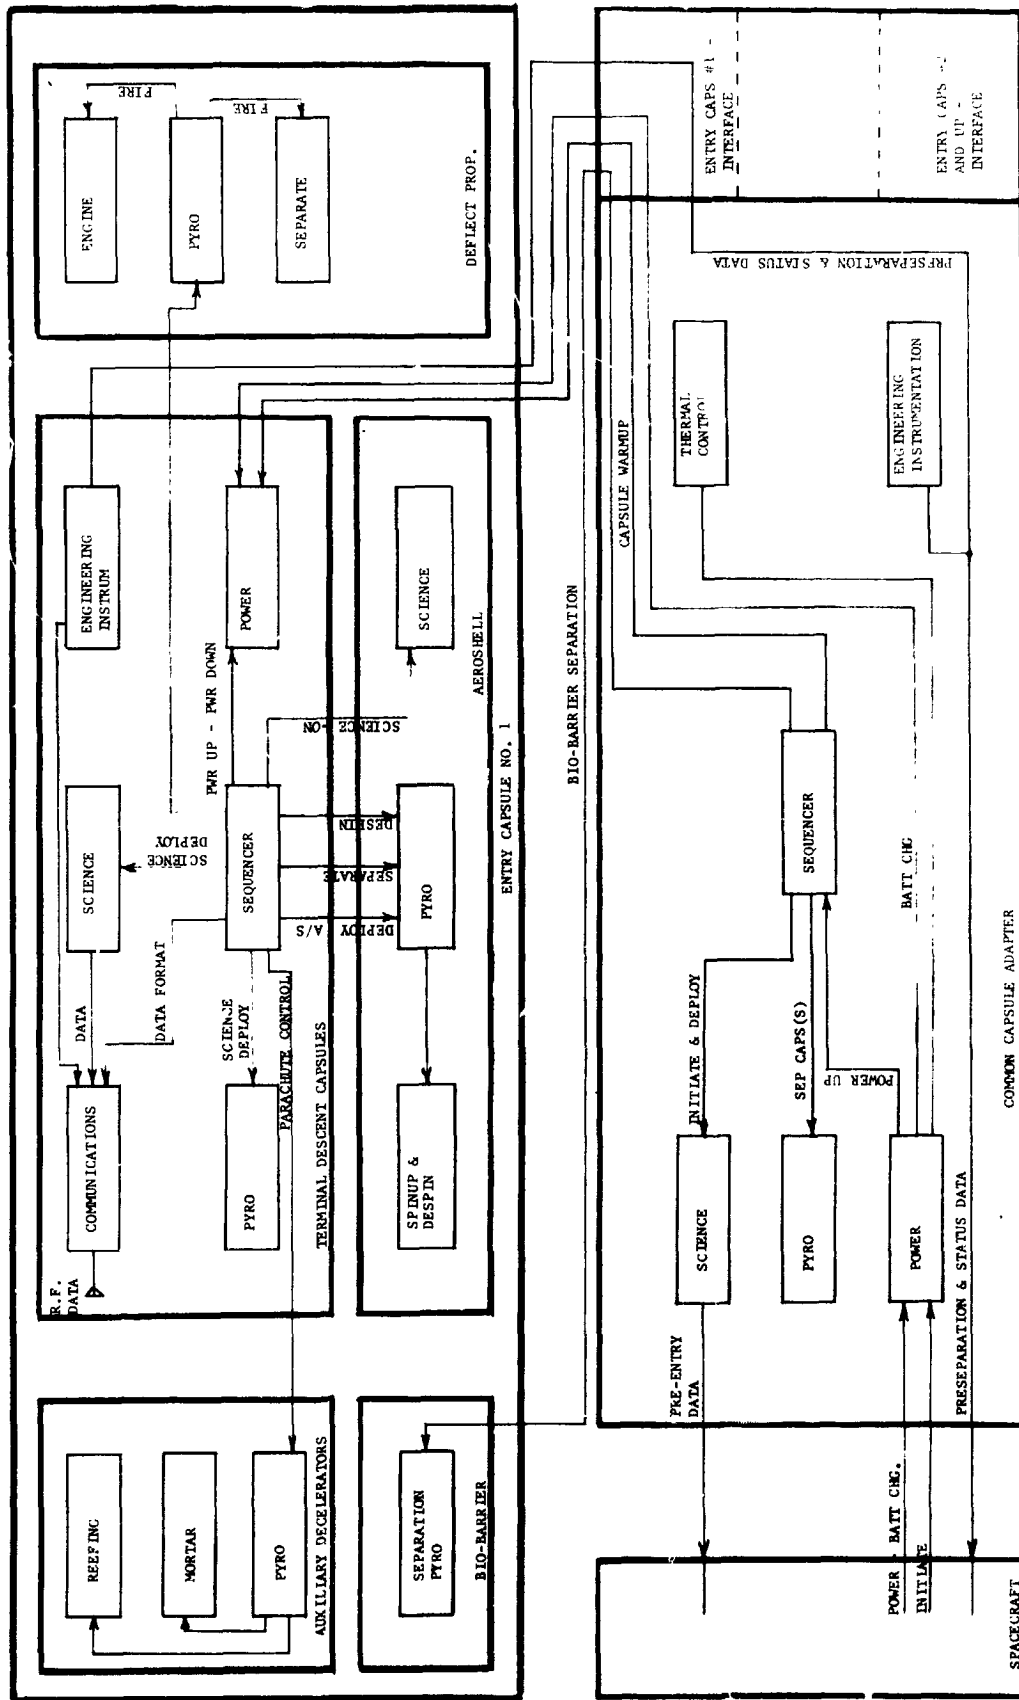 REEFING
MORTAR
PYRO
AUXILIARY DECELERATORS
SEPARATION
PYRO
BIO-BARRIER
R.F.
DATA
COMMUNICATIONS
DATA
SCIENCE
ENGINEERING
INSTRUM
DATA FORMAT
SCIENCE
DEPLOY
PYRO
SCIENCE
DEPLOY
SEQUENCER
PWR UP - PWR DOWN
POWER
PARACHUTE CONTROL
TERMINAL DESCENT CAPSULES
DEPLOY A/S
SEPARATE
DESPIN
SCIENCE-ON
SPINUP &
DESPIN
PYRO
SCIENCE
AEROSHELL
ENTRY CAPSULE NO. 1
ENGINE
FIRE
PYRO
FIRE
SEPARATE
DEFLECT PROP.
BIO-BARRIER SEPARATION
CAPSULE WARMUP
PRE-ENTRY
DATA
SCIENCE
INITIATE & DEPLOY
PYRO
SEP CAPS(S)
SEQUENCER
THERMAL
CONTROL
POWER - BATT CHG.
INITIATE
POWER
POWER UP
BATT CHG
ENGINEERING
INSTRUMENTATION
PRESEPARATION & STATUS DATA
PRESEPARATION & STATUS DATA
ENTRY CAPS #1 -
INTERFACE
ENTRY CAPS #2
AND UP -
INTERFACE
SPACECRAFT
COMMON CAPSULE ADAPTER